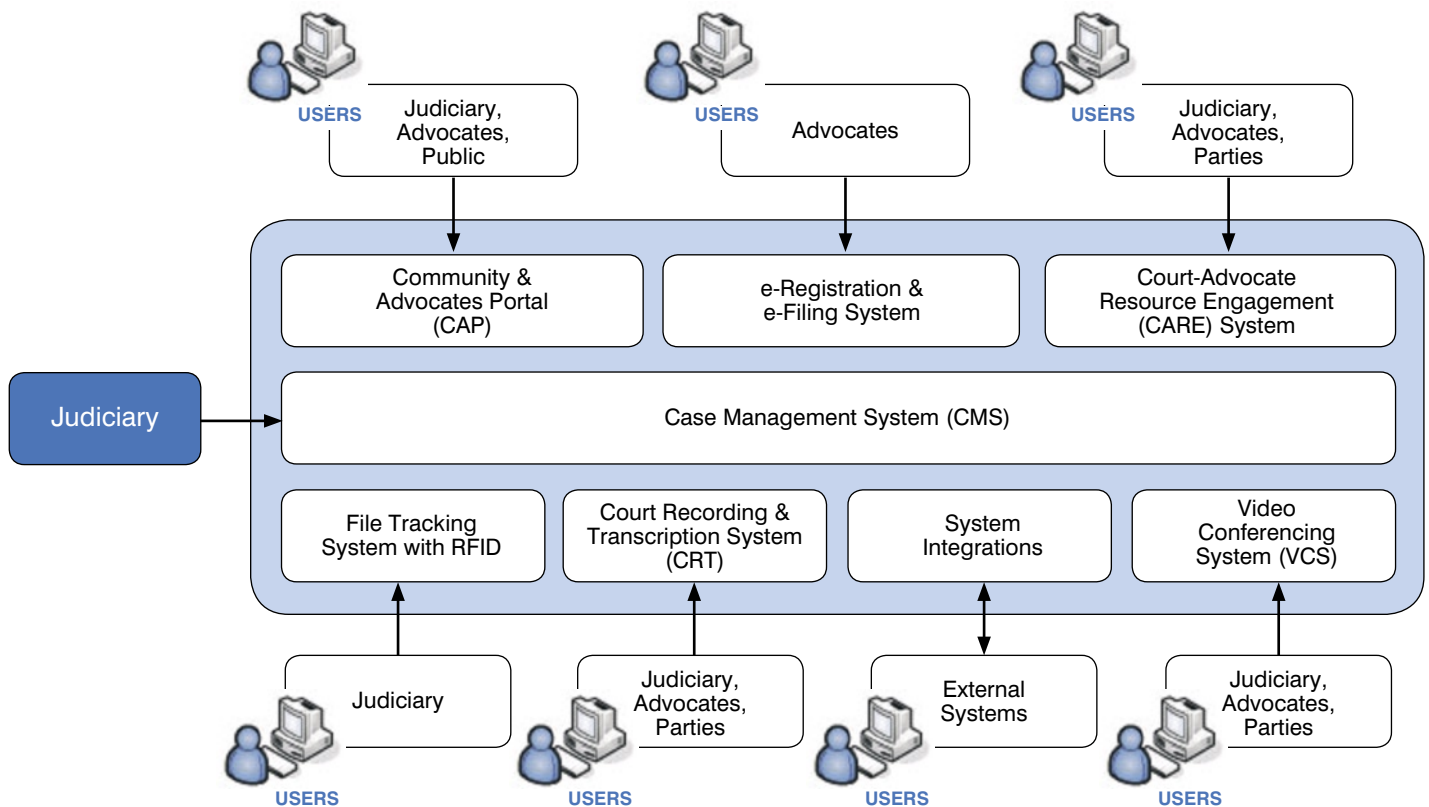 USERS
Judiciary,
Advocates,
Public
USERS
Advocates
USERS
Judiciary,
Advocates,
Parties
Community &
Advocates Portal
(CAP)
e-Registration &
e-Filing System
Court-Advocate
Resource Engagement
(CARE) System
Judiciary
Case Management System (CMS)
File Tracking
System with RFID
Court Recording &
Transcription System
(CRT)
System
Integrations
Video
Conferencing
System (VCS)
Judiciary
USERS
Judiciary,
Advocates,
Parties
USERS
External
Systems
USERS
Judiciary,
Advocates,
Parties
USERS